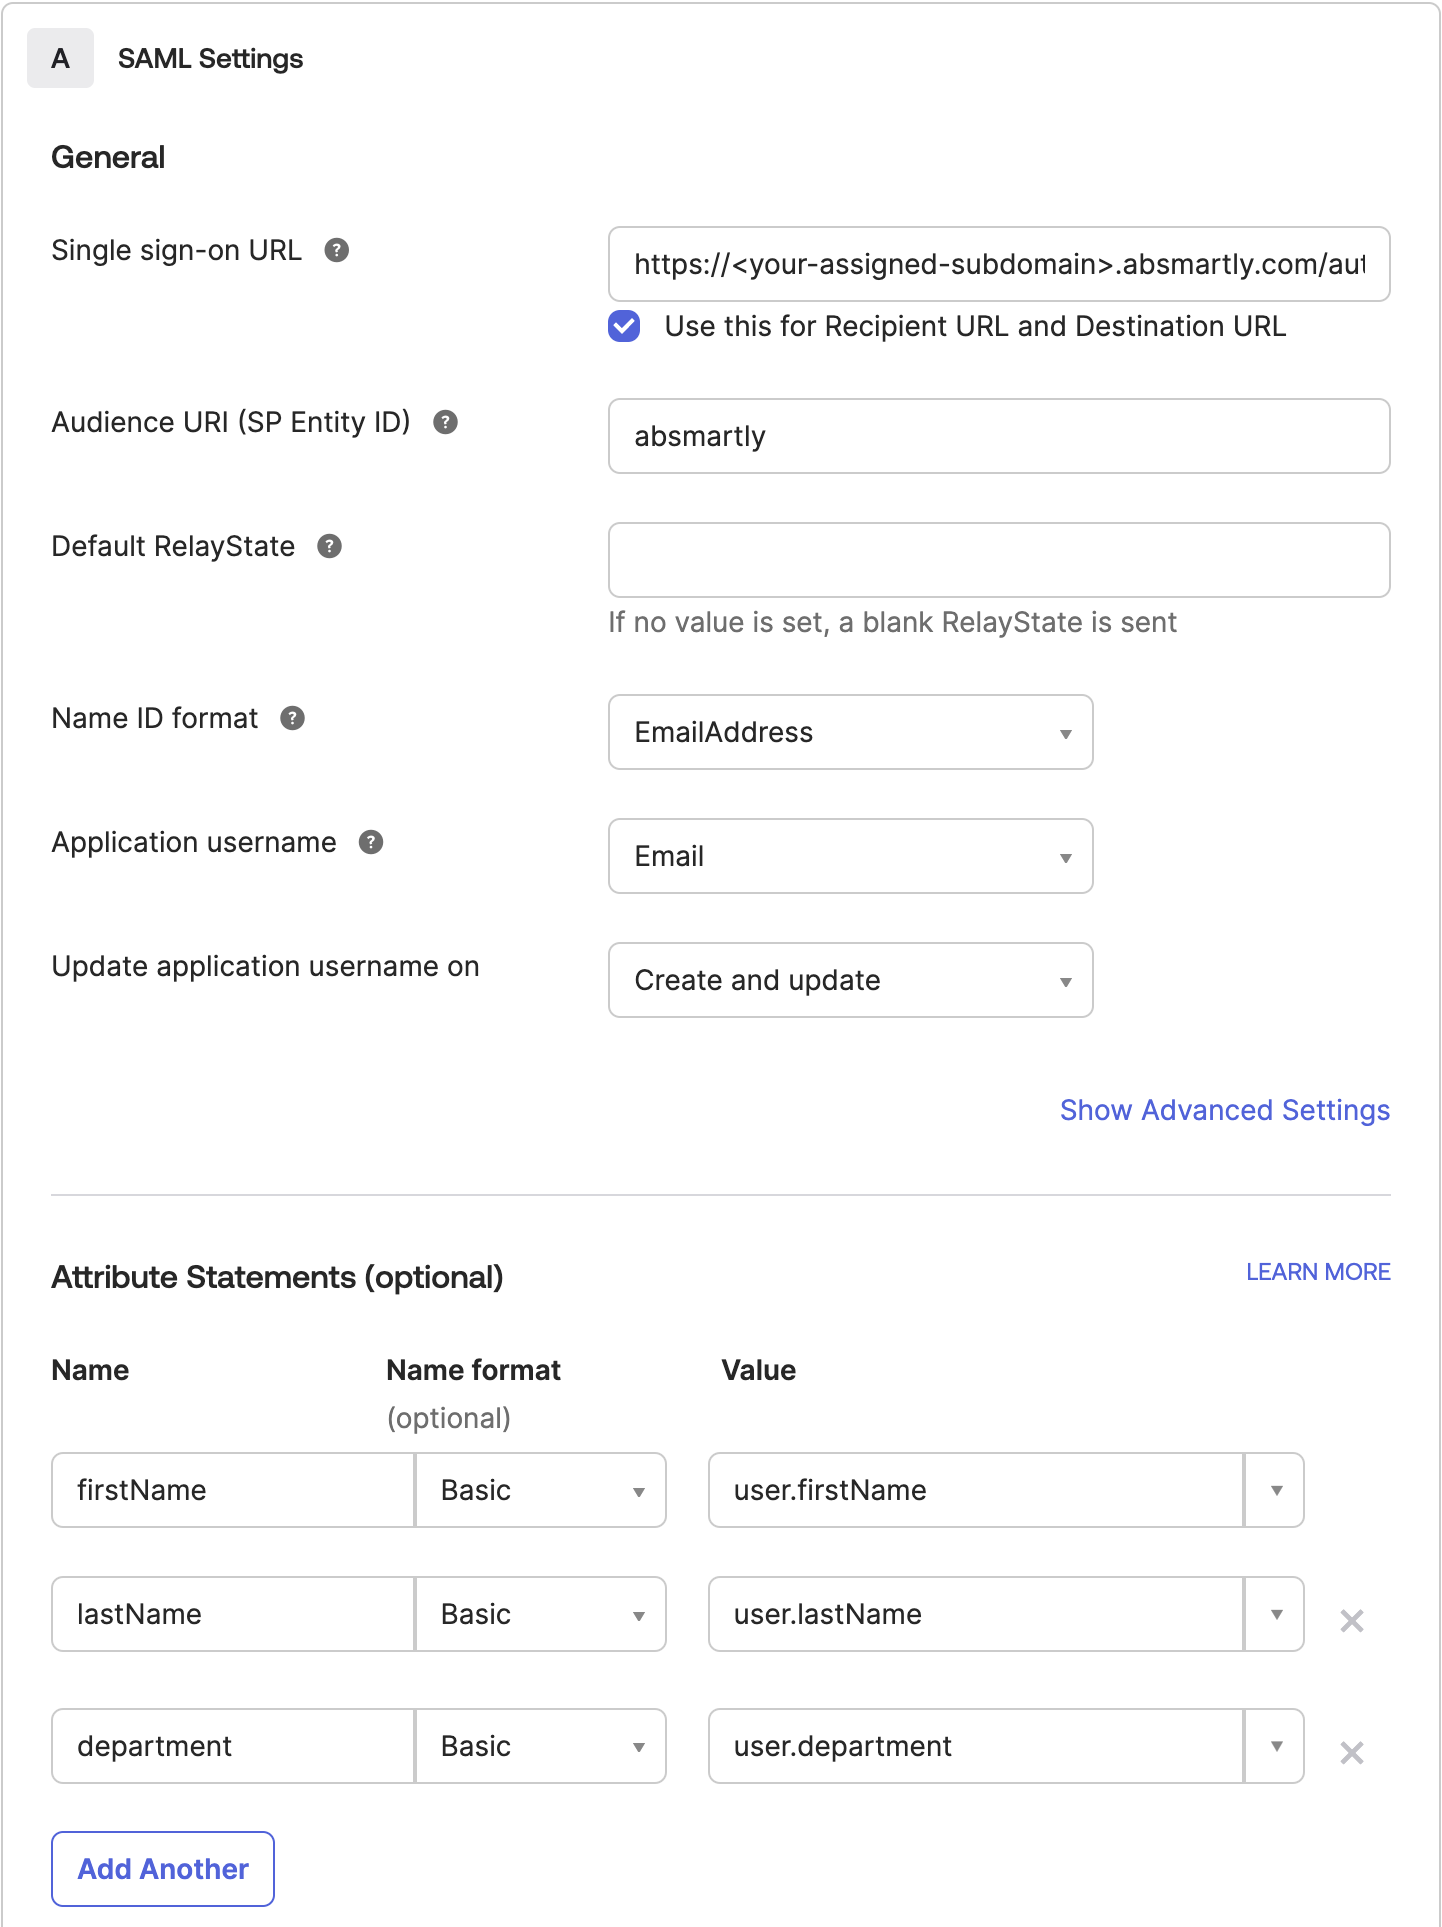 A SAML Settings
General
Single sign-on URL ?
https://<your-assigned-subdomain>.absmartly.com/aut
Use this for Recipient URL and Destination URL
Audience URI (SP Entity ID) ?
absmartly
Default RelayState ?
If no value is set, a blank RelayState is sent
Name ID format ?
EmailAddress
Application username ?
Email
Update application username on
Create and update
Show Advanced Settings
Attribute Statements (optional)
LEARN MORE
Name Name format Value
(optional)
firstName Basic user.firstName
lastName Basic user.lastName
department Basic user.department
Add Another